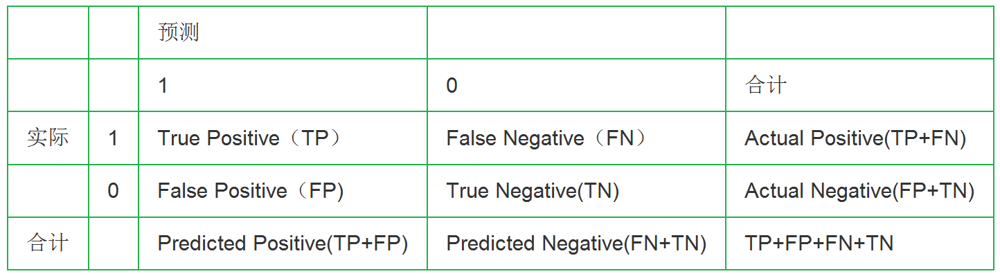 预测
1 0 合计
实际 1 True Positive（TP） False Negative（FN） Actual Positive(TP+FN)
0 False Positive（FP) True Negative(TN) Actual Negative(FP+TN)
合计 Predicted Positive(TP+FP) Predicted Negative(FN+TN) TP+FP+FN+TN